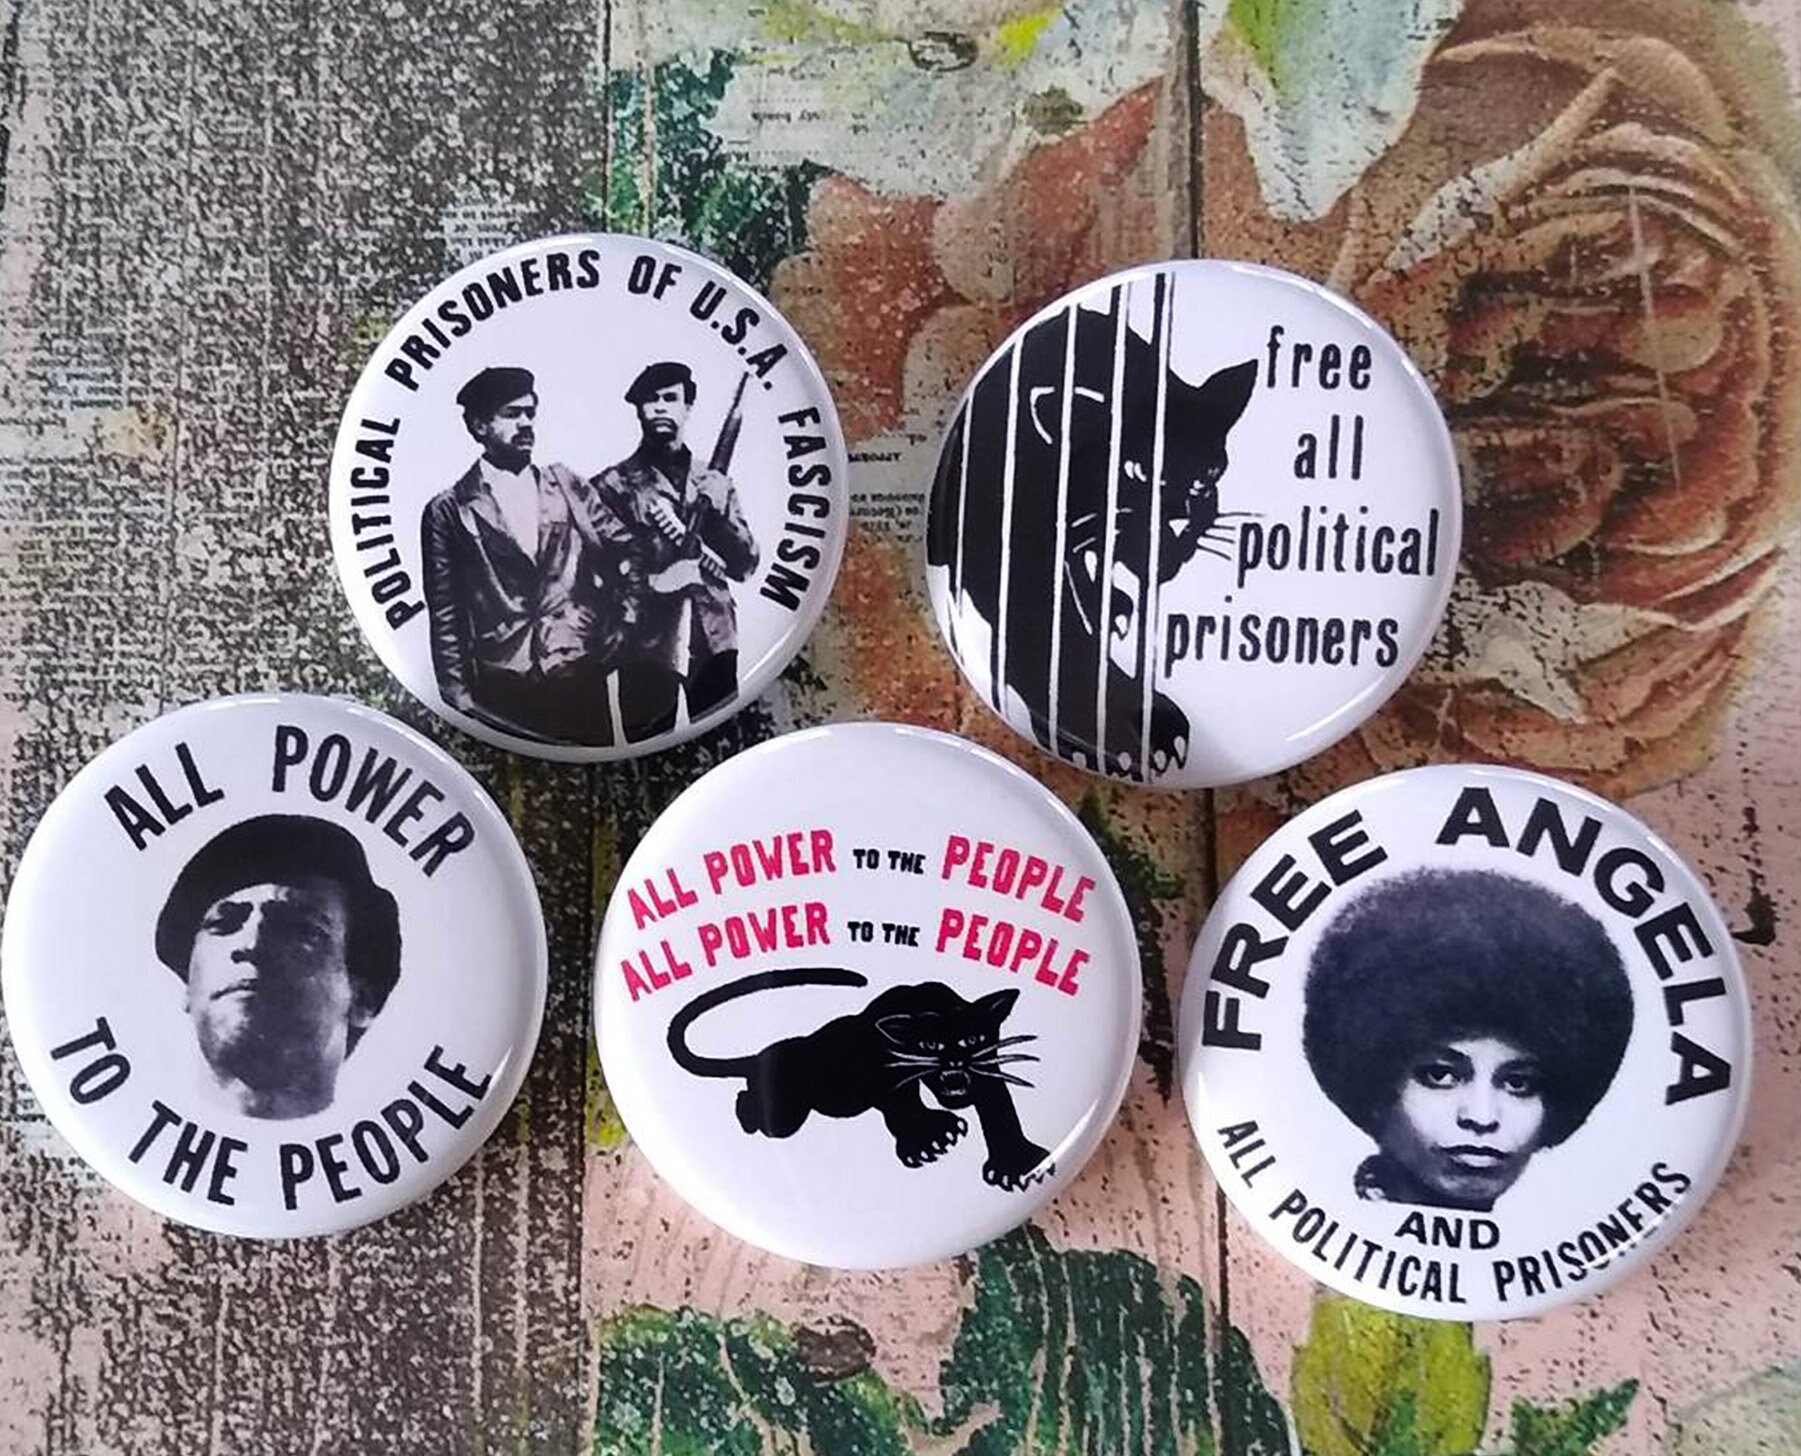 POLITICAL PRISONERS OF U.S.A. FASCISM
free
all
political
prisoners
ALL POWER
TO THE PEOPLE
ALL POWER TO THE PEOPLE
ALL POWER TO THE PEOPLE
FREE ANGELA
AND
ALL POLITICAL PRISONERS